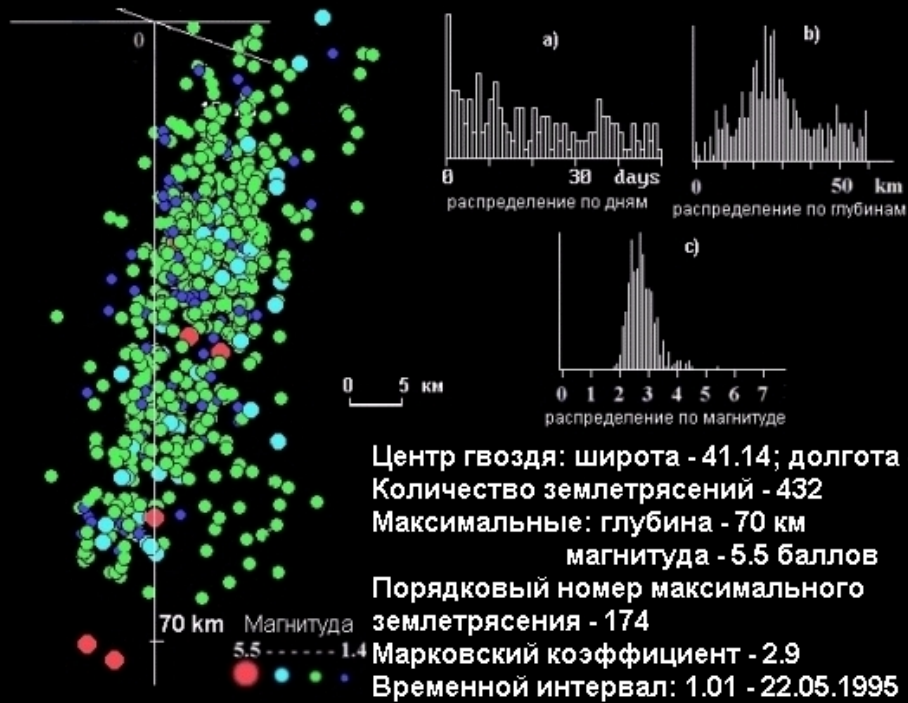 0
а)
0 30 days
распределение по дням
b)
0 50 km
распределение по глубинам
c)
0 1 2 3 4 5 6 7
распределение по магнитуде
0 5 км
Центр гвоздя: широта - 41.14; долгота
Количество землетрясений - 432
Максимальные: глубина - 70 км
магнитуда - 5.5 баллов
Порядковый номер максимального
землетрясения - 174
Марковский коэффициент - 2.9
Временной интервал: 1.01 - 22.05.1995
70 km Магнитуда
5.5 - - - - - - 1.4